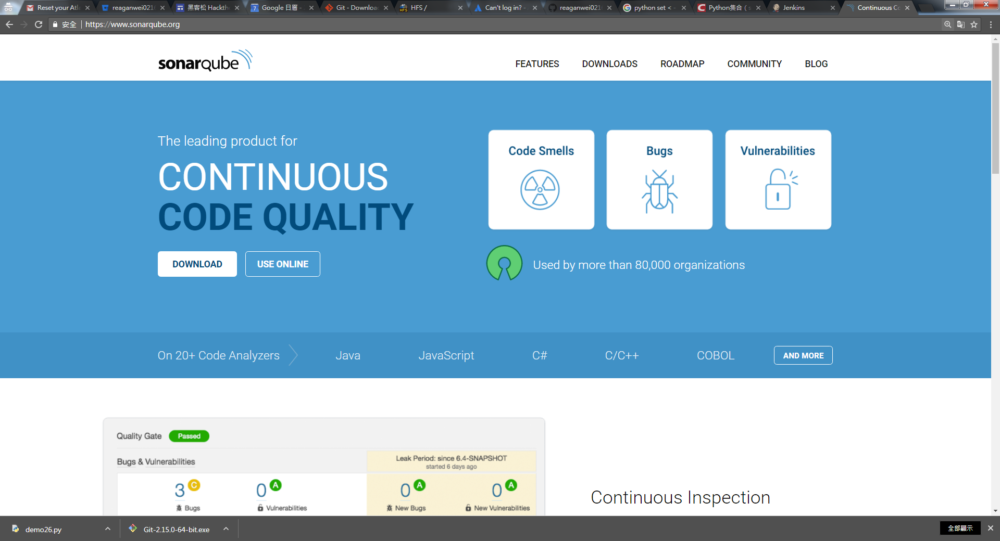 Reset your Atla
reaganwei0216
黑客松 Hackth
Google 日曆 -
Git - Downloa
HFS /
Can't log in? -
reaganwei0216
python set < -
Python集合 ( s
Jenkins
Continuous Co
安全 https://www.sonarqube.org
sonarqube
FEATURES
DOWNLOADS
ROADMAP
COMMUNITY
BLOG
The leading product for
CONTINUOUS
CODE QUALITY
DOWNLOAD
USE ONLINE
Code Smells
Bugs
Vulnerabilities
Used by more than 80,000 organizations
On 20+ Code Analyzers
Java
JavaScript
C#
C/C++
COBOL
AND MORE
Quality Gate
Passed
Bugs & Vulnerabilities
Leak Period: since 6.4-SNAPSHOT
started 6 days ago
3 C
Bugs
0 A
Vulnerabilities
0 A
New Bugs
0 A
New Vulnerabilities
Continuous Inspection
demo26.py
Git-2.15.0-64-bit.exe
全部顯示